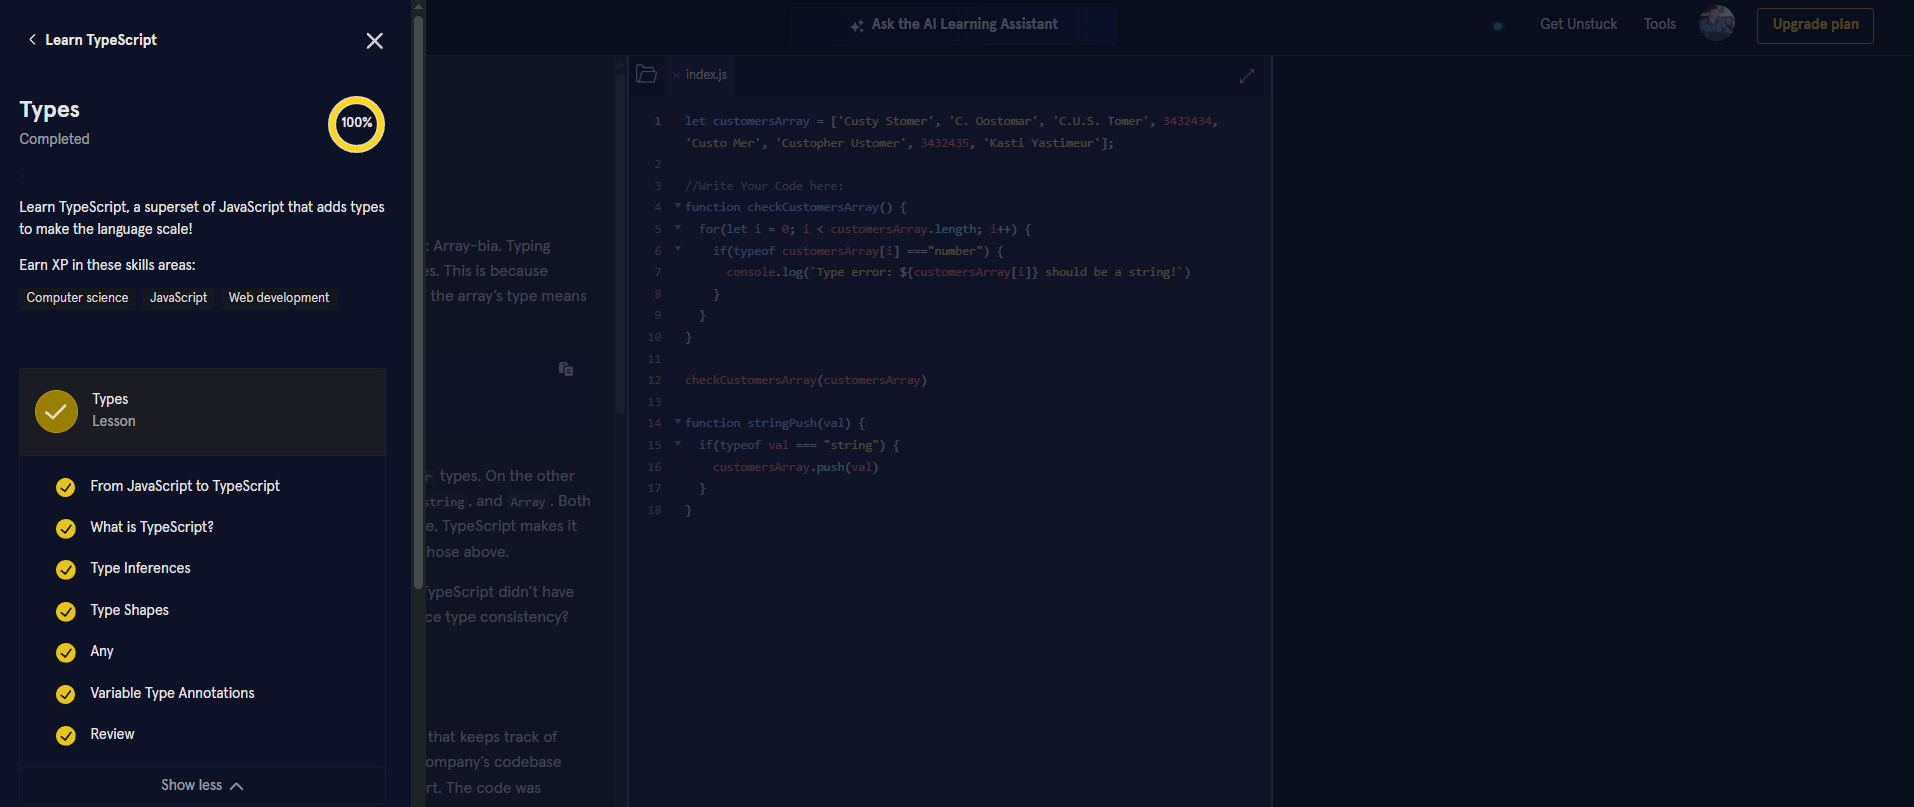 Learn TypeScript
Types
Completed
100%
Learn TypeScript, a superset of JavaScript that adds types
to make the language scale!
Earn XP in these skills areas:
Computer science JavaScript Web development
Types
Lesson
From JavaScript to TypeScript
What is TypeScript?
Type Inferences
Type Shapes
Any
Variable Type Annotations
Review
Show less
Ask the AI Learning Assistant
Get Unstuck Tools Upgrade plan
: Array-bia. Typing
es. This is because
the array's type means
types. On the other
string, and Array. Both
e, TypeScript makes it
hose above.
TypeScript didn't have
ce type consistency?
that keeps track of
ompany's codebase
rt. The code was
index.js
1 let customersArray = ['Custy Stomer', 'C. Oostomar', 'C.U.S. Tomer', 3432434,
'Custo Mer', 'Custopher Ustomer', 3432435, 'Kasti Yastimeur'];
2
3 //Write Your Code here:
4 function checkCustomersArray() {
5 for(let i = 0; i < customersArray.length; i++) {
6 if(typeof customersArray[i] ==="number") {
7 console.log(`Type error: ${customersArray[i]} should be a string!`)
8 }
9 }
10 }
11
12 checkCustomersArray(customersArray)
13
14 function stringPush(val) {
15 if(typeof val === "string") {
16 customersArray.push(val)
17 }
18 }